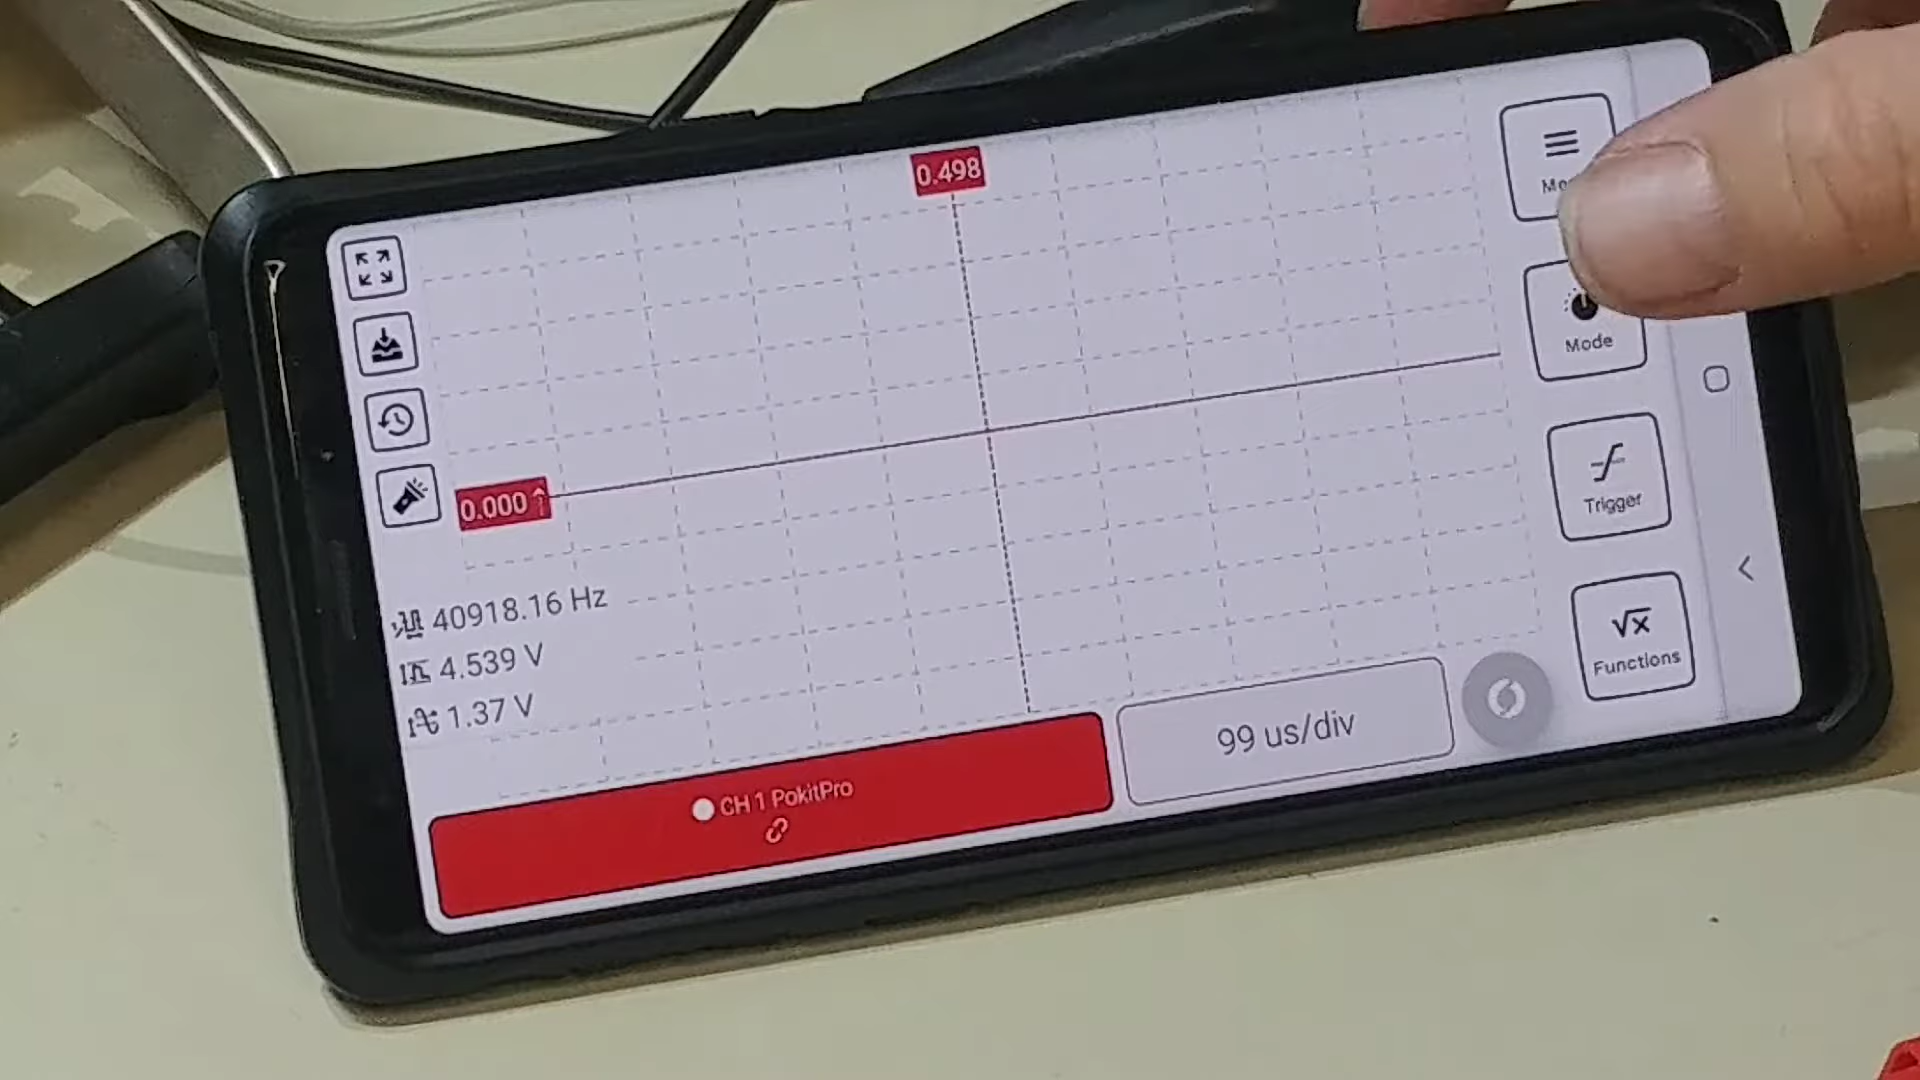 0.498
0.000
40918.16 Hz
4.539 V
1.37 V
CH 1 PokitPro
99 us/div
Mode
Trigger
√x
Functions